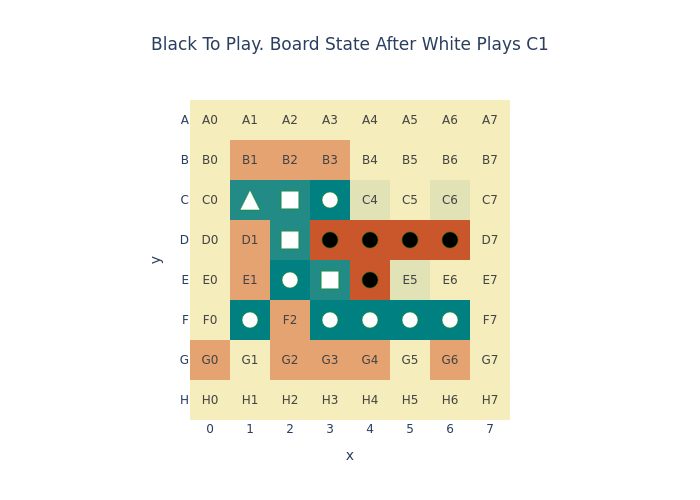 Black To Play. Board State After White Plays C1
A A0 A1 A2 A3 A4 A5 A6 A7
B B0 B1 B2 B3 B4 B5 B6 B7
C C0 C4 C5 C6 C7
D D0 D1 D7
y
E E0 E1 E5 E6 E7
F F0 F2 F7
G G0 G1 G2 G3 G4 G5 G6 G7
H H0 H1 H2 H3 H4 H5 H6 H7
0 1 2 3 4 5 6 7
x